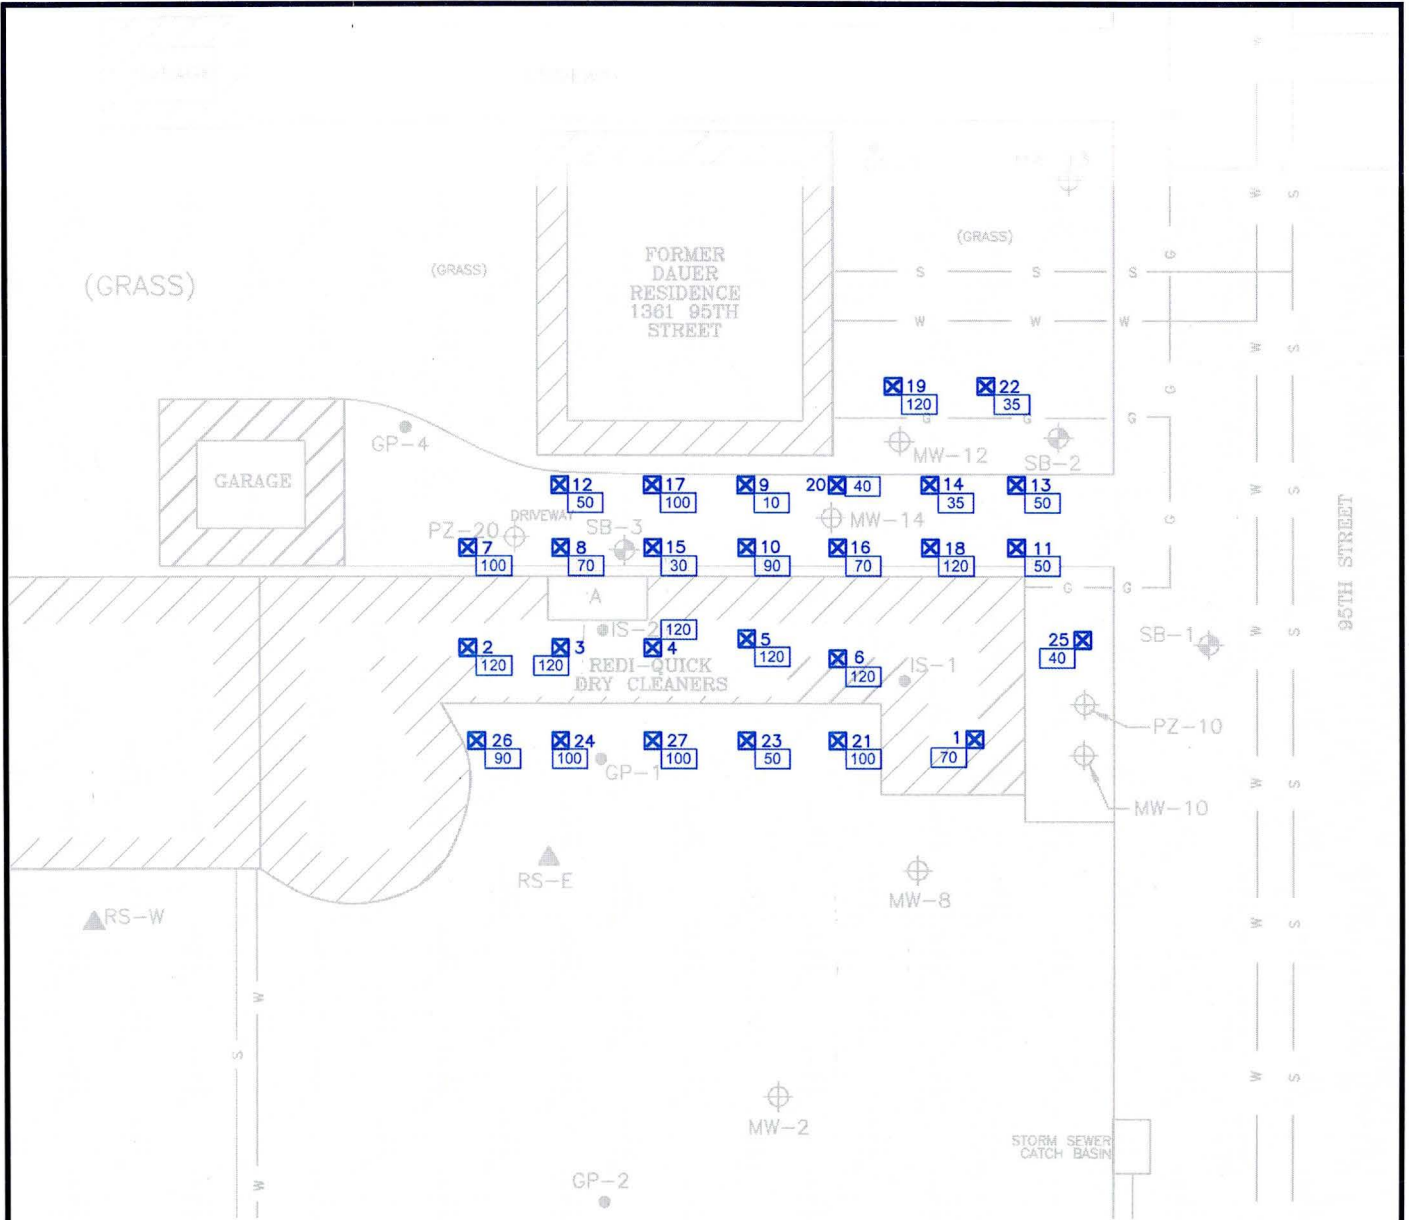 (GRASS)
(GRASS)
(GRASS)
FORMER
DAUER
RESIDENCE
1361 95TH
STREET
S S S
W W W
W S
W S
W S
W S
W S
W S
W S
G
G
G
19
120
22
35
G G G
GP-4
MW-12
SB-2
GARAGE
12
50
17
100
9
10
20
40
14
35
13
50
DRIVEWAY
PZ-20
SB-3
MW-14
7
100
8
70
15
30
10
90
16
70
18
120
11
50
95TH STREET
G G
A
IS-2
2
120
3
120
4
120
5
120
6
120
25
40
SB-1
REDI-QUICK
DRY CLEANERS
IS-1
PZ-10
26
90
24
100
27
100
23
50
21
100
1
70
GP-1
MW-10
RS-E
MW-8
RS-W
W
S
W
MW-2
STORM SEWER
CATCH BASIN
GP-2